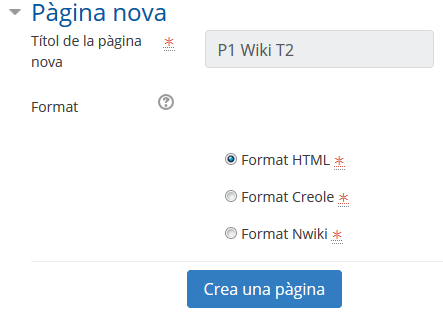 Pàgina nova
Títol de la pàgina
nova
P1 Wiki T2
Format
Format HTML
Format Creole
Format Nwiki
Crea una pàgina